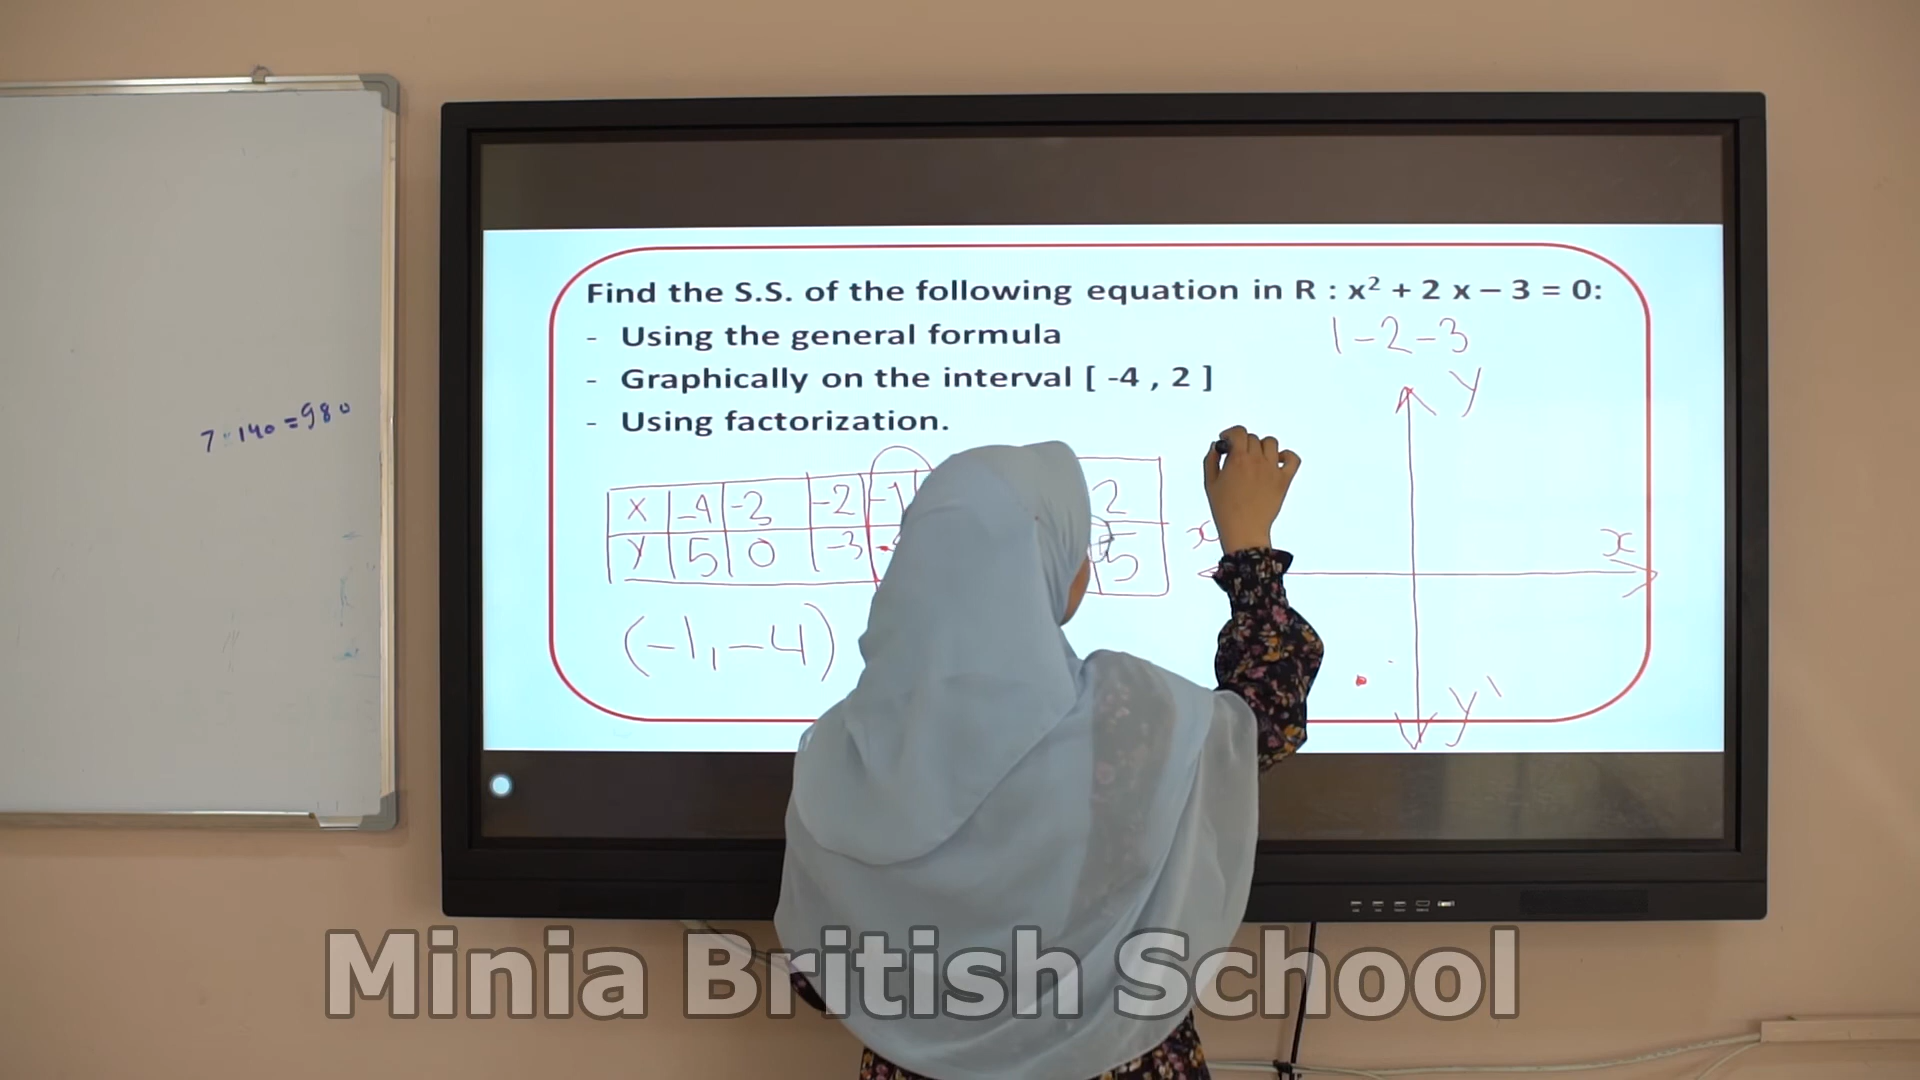 7 · 140 = 980
Find the S.S. of the following equation in R : x² + 2 x – 3 = 0:
- Using the general formula
1 - 2 - 3
- Graphically on the interval [ -4 , 2 ]
y
- Using factorization.
x -4 -3 -2 -1 2
x
y 5 0 -3 5
(-1, -4)
y'
Minia British School